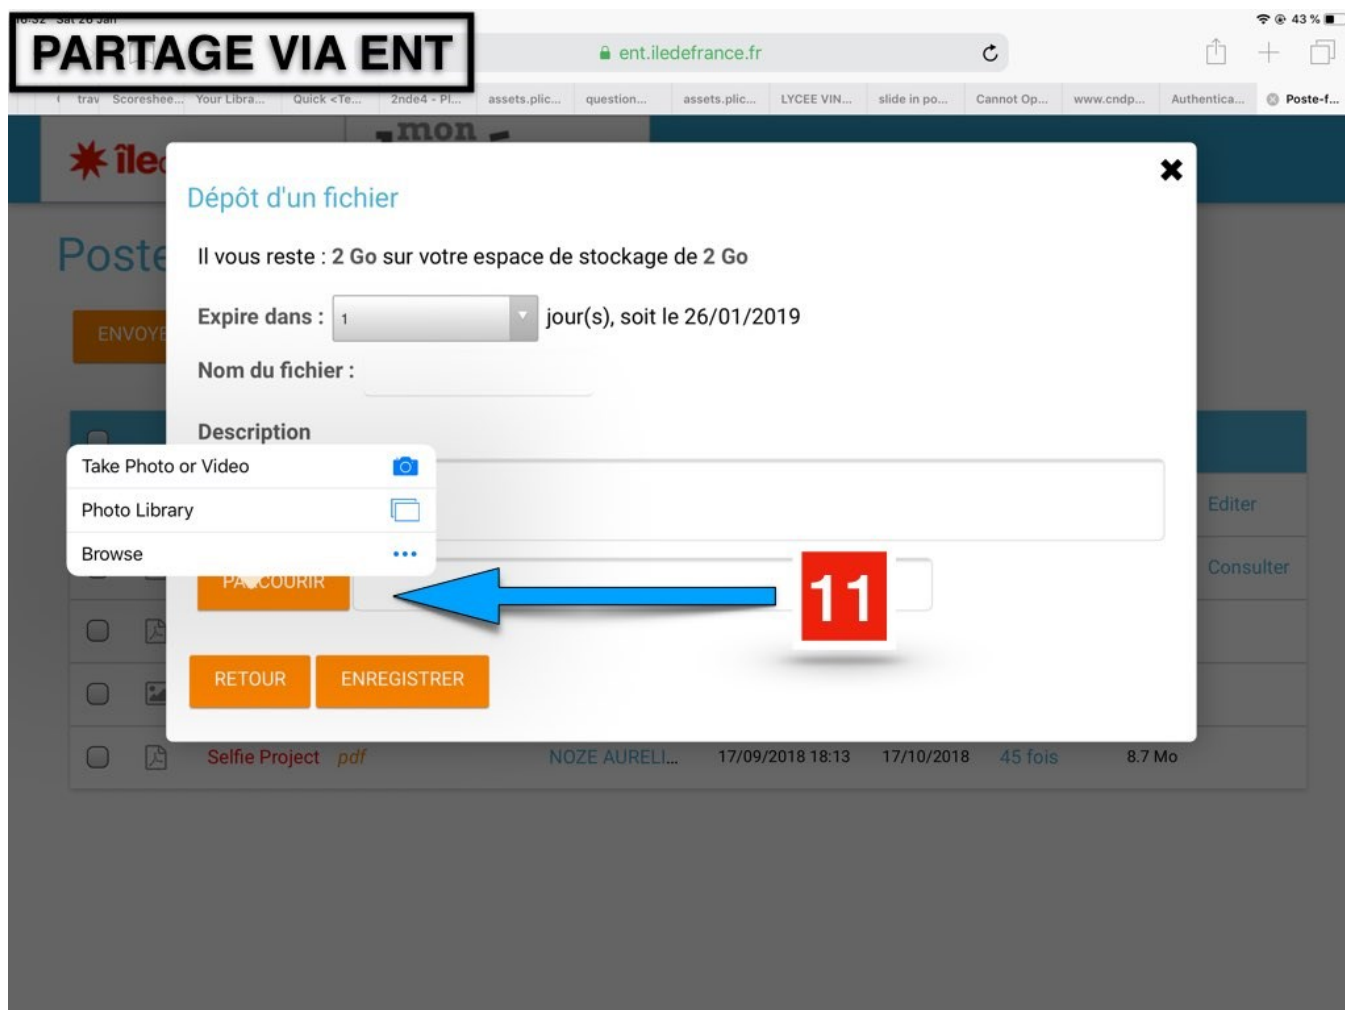 Sat 26 Jan
43 %
PARTAGE VIA ENT
ent.iledefrance.fr
trav Scoreshee... Your Libra... Quick <Te... 2nde4 - Pl... assets.plic... question... assets.plic... LYCEE VIN... slide in po... Cannot Op... www.cndp... Authentica... Poste-f...
mon
île
Dépôt d'un fichier
Poste
Il vous reste : 2 Go sur votre espace de stockage de 2 Go
Expire dans : 1 jour(s), soit le 26/01/2019
ENVOYE
Nom du fichier :
Description
Take Photo or Video
Photo Library
Editer
Browse
Consulter
PARCOURIR
11
RETOUR ENREGISTRER
Selfie Project pdf NOZE AURELI... 17/09/2018 18:13 17/10/2018 45 fois 8.7 Mo